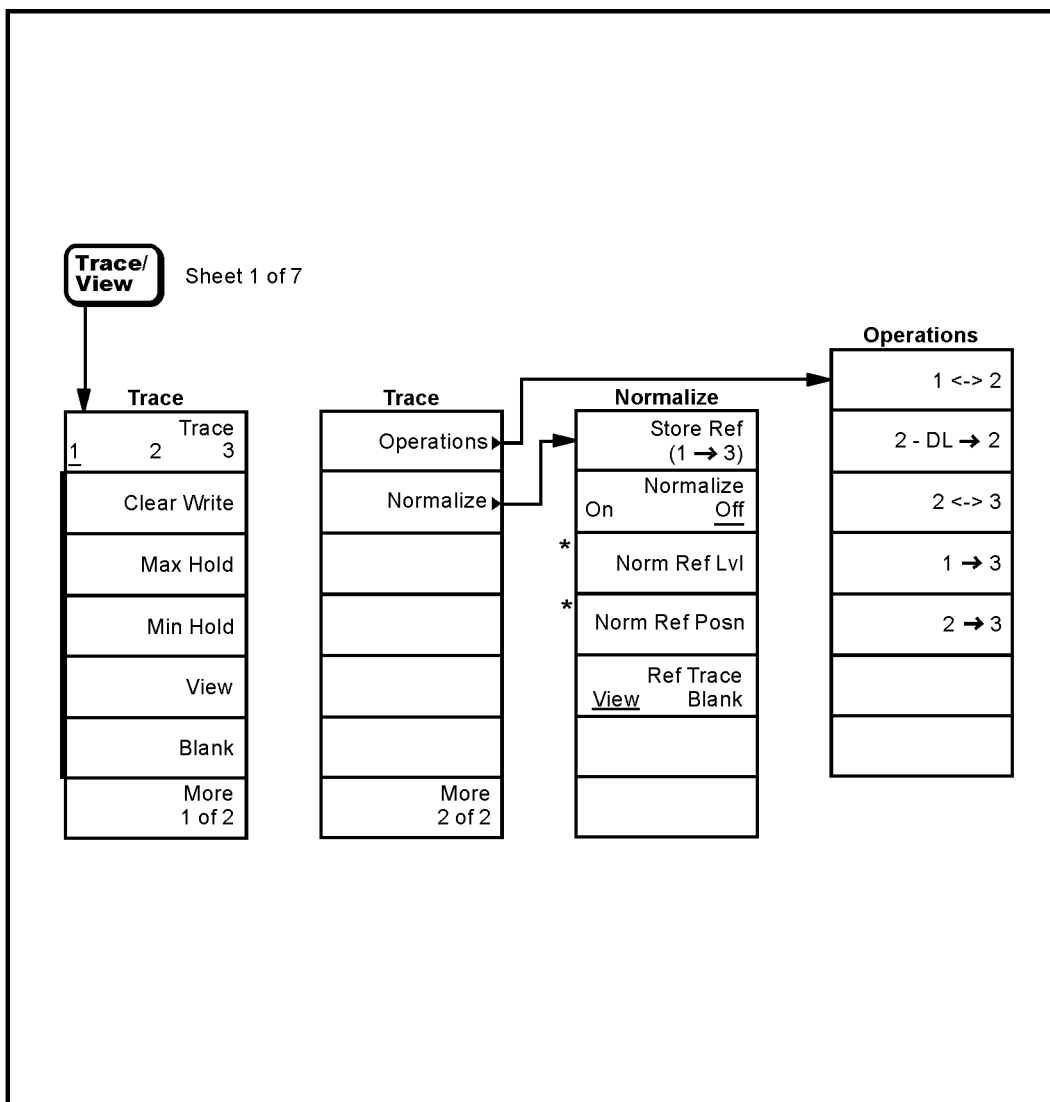 Trace/
View
Sheet 1 of 7
Trace
Trace
1 2 3
Clear Write
Max Hold
Min Hold
View
Blank
More
1 of 2
Trace
Operations
Normalize
More
2 of 2
Normalize
Store Ref
(1 → 3)
Normalize
On Off
* Norm Ref Lvl
* Norm Ref Posn
Ref Trace
View Blank
Operations
1 <-> 2
2 - DL → 2
2 <-> 3
1 → 3
2 → 3